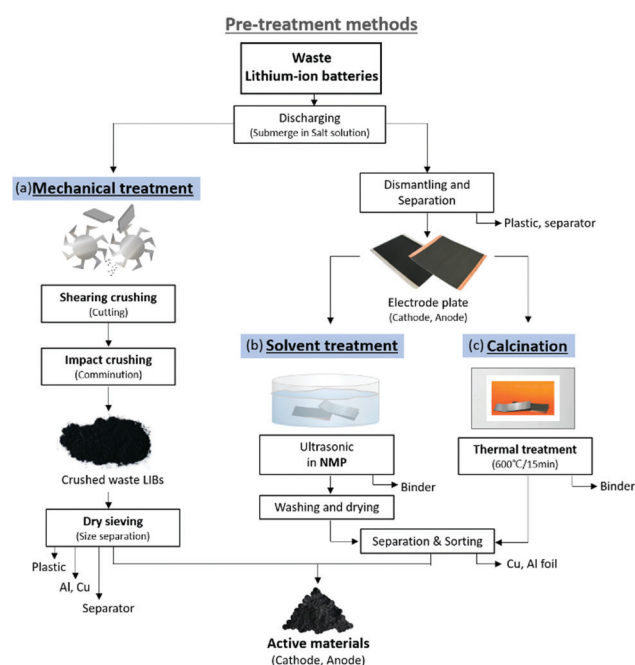 Pre-treatment methods
Waste
Lithium-ion batteries
Discharging
(Submerge in Salt solution)
(a)Mechanical treatment
Shearing crushing
(Cutting)
Impact crushing
(Comminution)
Crushed waste LIBs
Dry sieving
(Size separation)
Plastic
Al, Cu
Separator
Dismantling and
Separation
Plastic, separator
Electrode plate
(Cathode, Anode)
(b) Solvent treatment
Ultrasonic
in NMP
Binder
Washing and drying
(c) Calcination
Thermal treatment
(600℃/15min)
Binder
Separation & Sorting
Cu, Al foil
Active materials
(Cathode, Anode)